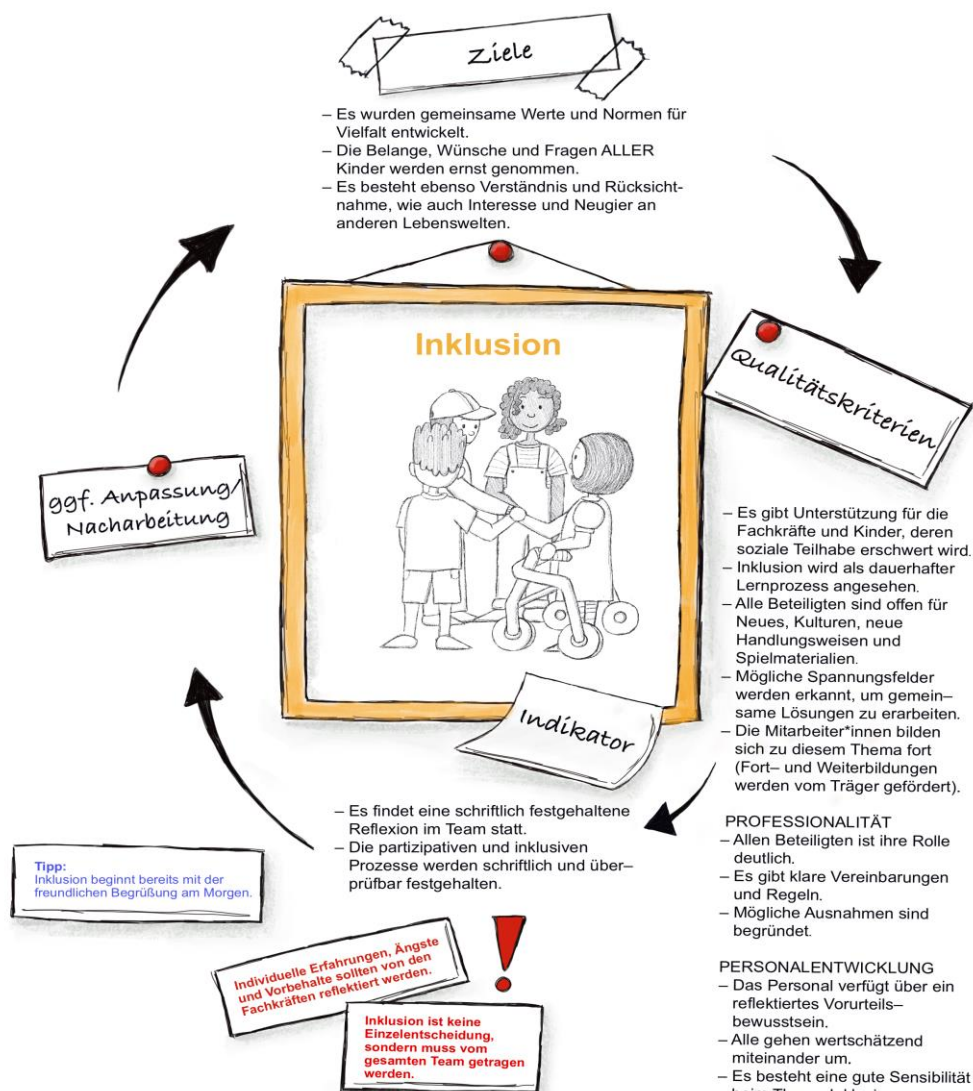 Ziele
– Es wurden gemeinsame Werte und Normen für
Vielfalt entwickelt.
– Die Belange, Wünsche und Fragen ALLER
Kinder werden ernst genommen.
– Es besteht ebenso Verständnis und Rücksicht-
nahme, wie auch Interesse und Neugier an
anderen Lebenswelten.
Inklusion
Qualitätskriterien
– Es gibt Unterstützung für die
Fachkräfte und Kinder, deren
soziale Teilhabe erschwert wird.
– Inklusion wird als dauerhafter
Lernprozess angesehen.
– Alle Beteiligten sind offen für
Neues, Kulturen, neue
Handlungsweisen und
Spielmaterialien.
– Mögliche Spannungsfelder
werden erkannt, um gemein–
same Lösungen zu erarbeiten.
– Die Mitarbeiter*innen bilden
sich zu diesem Thema fort
(Fort– und Weiterbildungen
werden vom Träger gefördert).
PROFESSIONALITÄT
– Allen Beteiligten ist ihre Rolle
deutlich.
– Es gibt klare Vereinbarungen
und Regeln.
– Mögliche Ausnahmen sind
begründet.
PERSONALENTWICKLUNG
– Das Personal verfügt über ein
reflektiertes Vorurteils–
bewusstsein.
– Alle gehen wertschätzend
miteinander um.
– Es besteht eine gute Sensibilität
Indikator
– Es findet eine schriftlich festgehaltene
Reflexion im Team statt.
– Die partizipativen und inklusiven
Prozesse werden schriftlich und über–
prüfbar festgehalten.
ggf. Anpassung/
Nacharbeitung
Tipp:
Inklusion beginnt bereits mit der
freundlichen Begrüßung am Morgen.
Individuelle Erfahrungen, Ängste
und Vorbehalte sollten von den
Fachkräften reflektiert werden.
!
Inklusion ist keine
Einzelentscheidung,
sondern muss vom
gesamten Team getragen
werden.